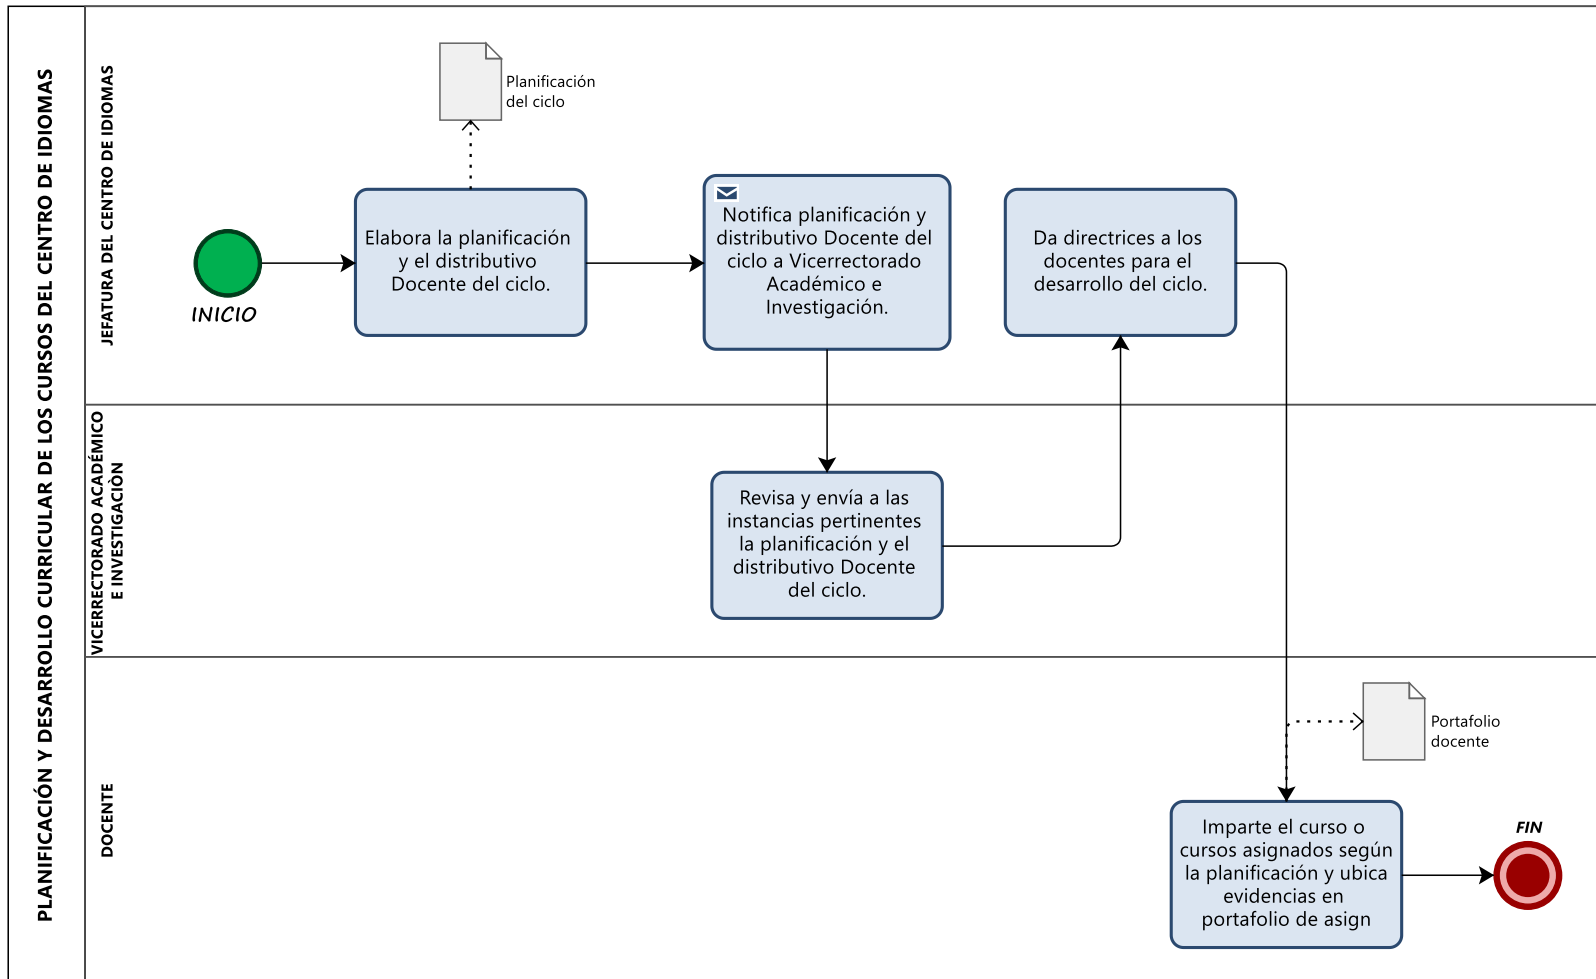 PLANIFICACIÓN Y DESARROLLO CURRICULAR DE LOS CURSOS DEL CENTRO DE IDIOMAS
JEFATURA DEL CENTRO DE IDIOMAS
Planificación
del ciclo
INICIO
Elabora la planificación
y el distributivo
Docente del ciclo.
Notifica planificación y
distributivo Docente del
ciclo a Vicerrectorado
Académico e
Investigación.
Da directrices a los
docentes para el
desarrollo del ciclo.
VICERRECTORADO ACADÉMICO
E INVESTIGACIÒN
Revisa y envía a las
instancias pertinentes
la planificación y el
distributivo Docente
del ciclo.
DOCENTE
Portafolio
docente
Imparte el curso o
cursos asignados según
la planificación y ubica
evidencias en
portafolio de asign
FIN